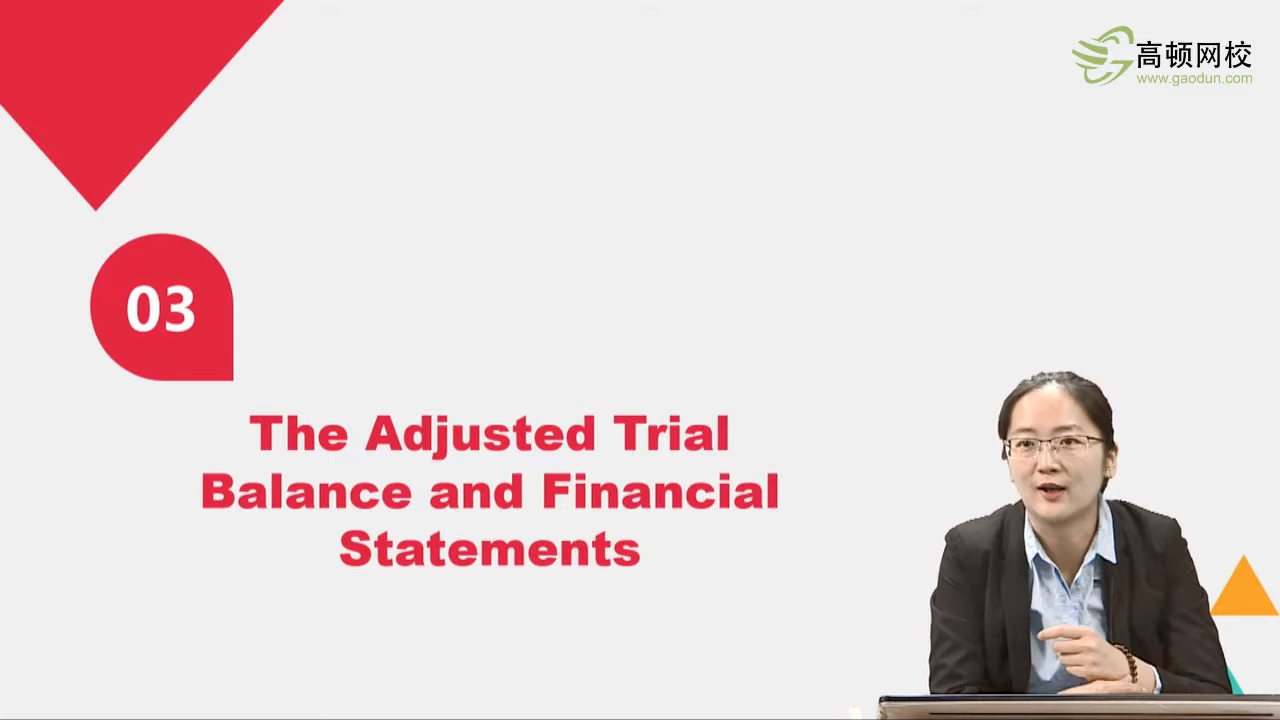 高顿网校
www.gaodun.com
03
The Adjusted Trial
Balance and Financial
Statements